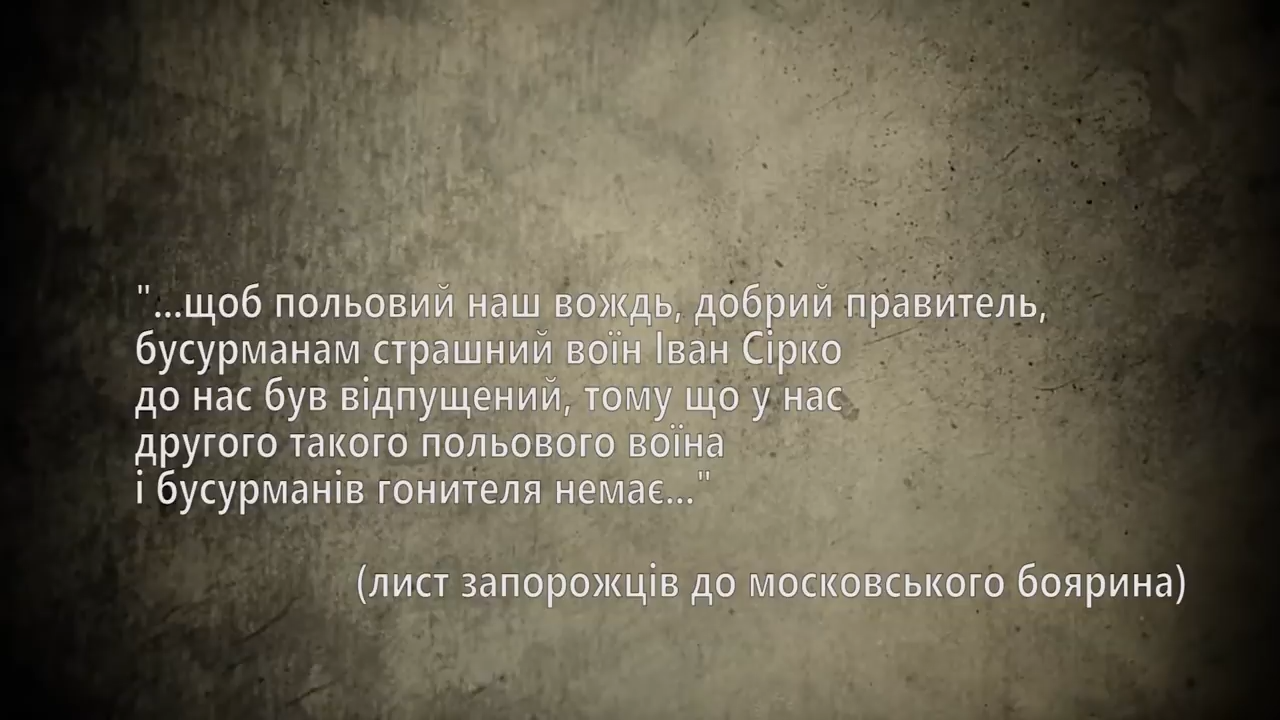 "...щоб польовий наш вождь, добрий правитель,
бусурманам страшний воїн Іван Сірко
до нас був відпущений, тому що у нас
другого такого польового воїна
і бусурманів гонителя немає..."
(лист запорожців до московського боярина)